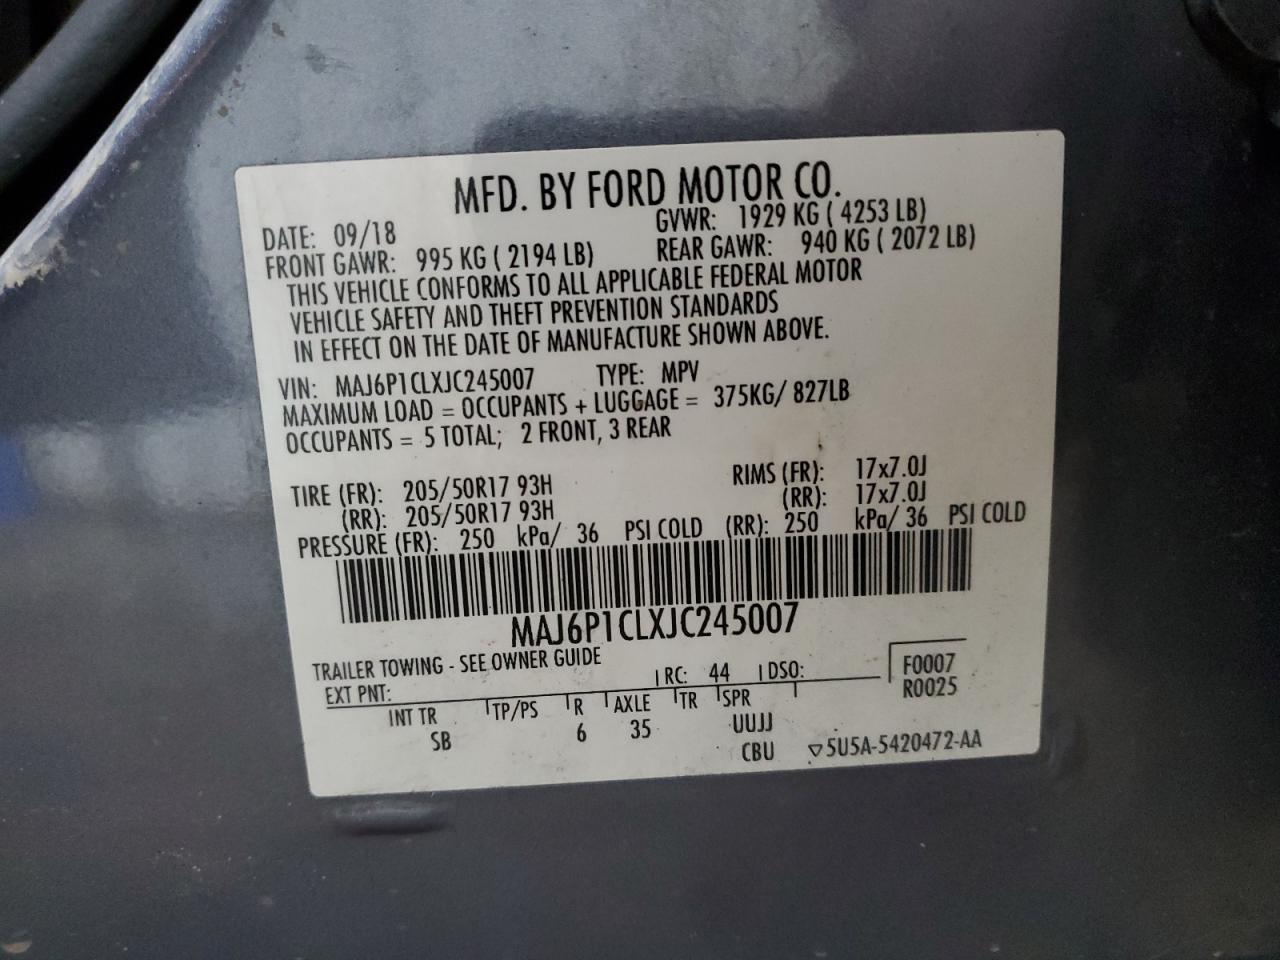 MFD. BY FORD MOTOR CO.
DATE: 09/18 GVWR: 1929 KG ( 4253 LB)
FRONT GAWR: 995 KG ( 2194 LB) REAR GAWR: 940 KG ( 2072 LB)
THIS VEHICLE CONFORMS TO ALL APPLICABLE FEDERAL MOTOR
VEHICLE SAFETY AND THEFT PREVENTION STANDARDS
IN EFFECT ON THE DATE OF MANUFACTURE SHOWN ABOVE.
VIN: MAJ6P1CLXJC245007 TYPE: MPV
MAXIMUM LOAD = OCCUPANTS + LUGGAGE = 375KG/ 827LB
OCCUPANTS = 5 TOTAL; 2 FRONT, 3 REAR
TIRE (FR): 205/50R17 93H RIMS (FR): 17x7.0J
(RR): 205/50R17 93H (RR): 17x7.0J
PRESSURE (FR): 250 kPa/ 36 PSI COLD (RR): 250 kPa/ 36 PSI COLD
MAJ6P1CLXJC245007
TRAILER TOWING - SEE OWNER GUIDE
EXT PNT: RC: 44 DSO: F0007
R0025
INT TR TP/PS R AXLE TR SPR
SB 6 35 UUJJ
CBU 5U5A-5420472-AA